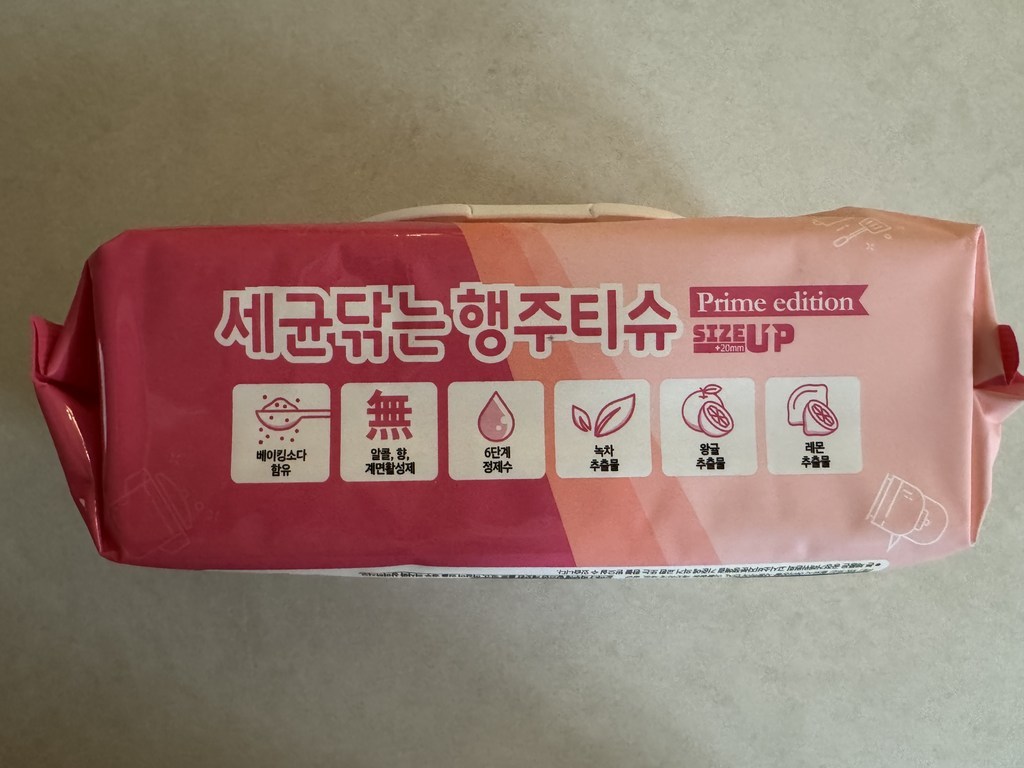 세균닦는 행주티슈
Prime edition
SIZE UP
+20mm
베이킹소다
함유
無
알콜, 향,
계면활성제
6단계
정제수
녹차
추출물
왕귤
추출물
레몬
추출물